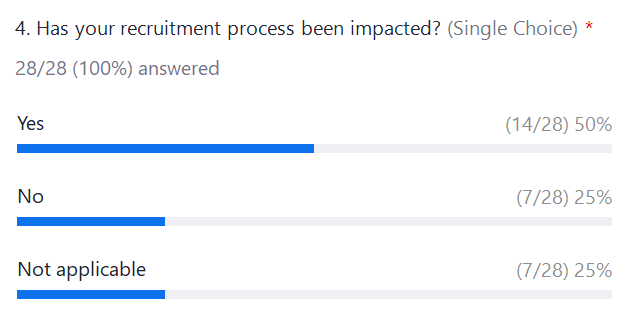 4. Has your recruitment process been impacted? (Single Choice) *
28/28 (100%) answered
Yes (14/28) 50%
No (7/28) 25%
Not applicable (7/28) 25%